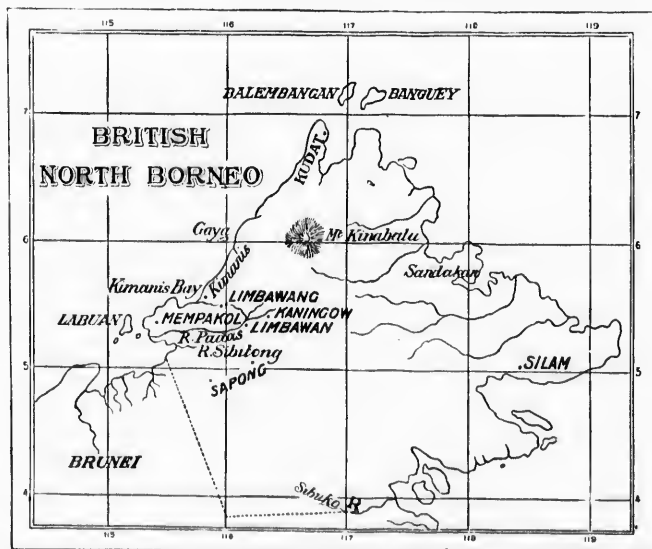 115 116 117 118 119
BALEMBANGAN BANGUEY
7 7
BRITISH
NORTH BORNEO
KUDAT
Gaya
6 Mt Kinabalu 6
Kimanis
Sandakan
Kimanis Bay
LIMBAWANG
LABUAN MEMPAKOL KANINGOW
LIMBAWAN
R. Padas
R. Sibitong
5 SAPONG SILAM 5
BRUNEI
4 Sibuko R 4
115 116 117 118 119